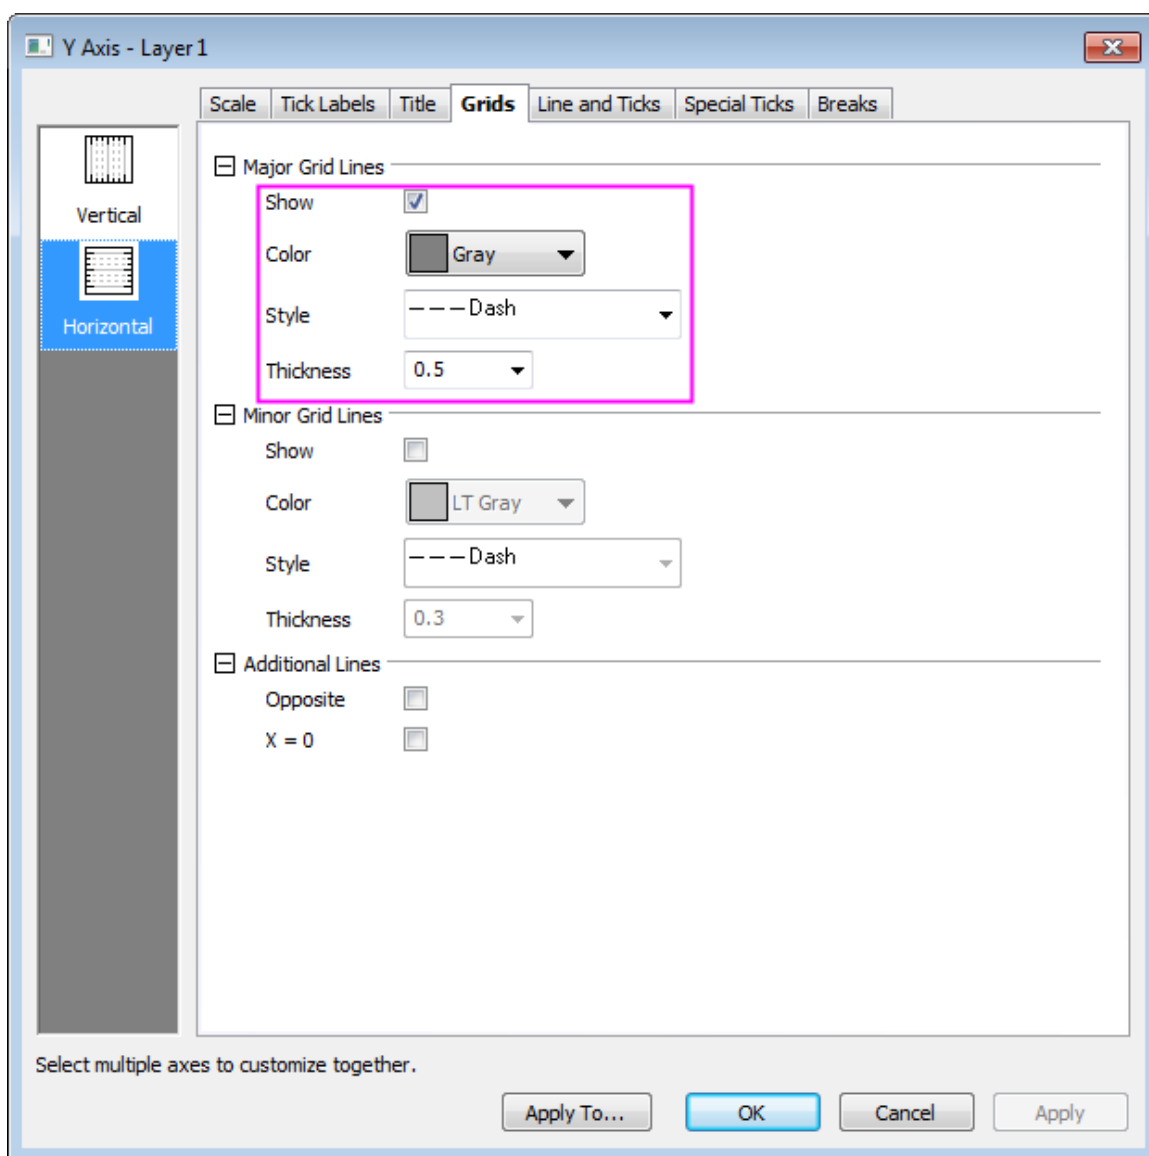 Y Axis - Layer 1
Scale Tick Labels Title Grids Line and Ticks Special Ticks Breaks
Vertical
Horizontal
Major Grid Lines
Show
Color Gray
Style Dash
Thickness 0.5
Minor Grid Lines
Show
Color LT Gray
Style Dash
Thickness 0.3
Additional Lines
Opposite
X = 0
Select multiple axes to customize together.
Apply To... OK Cancel Apply